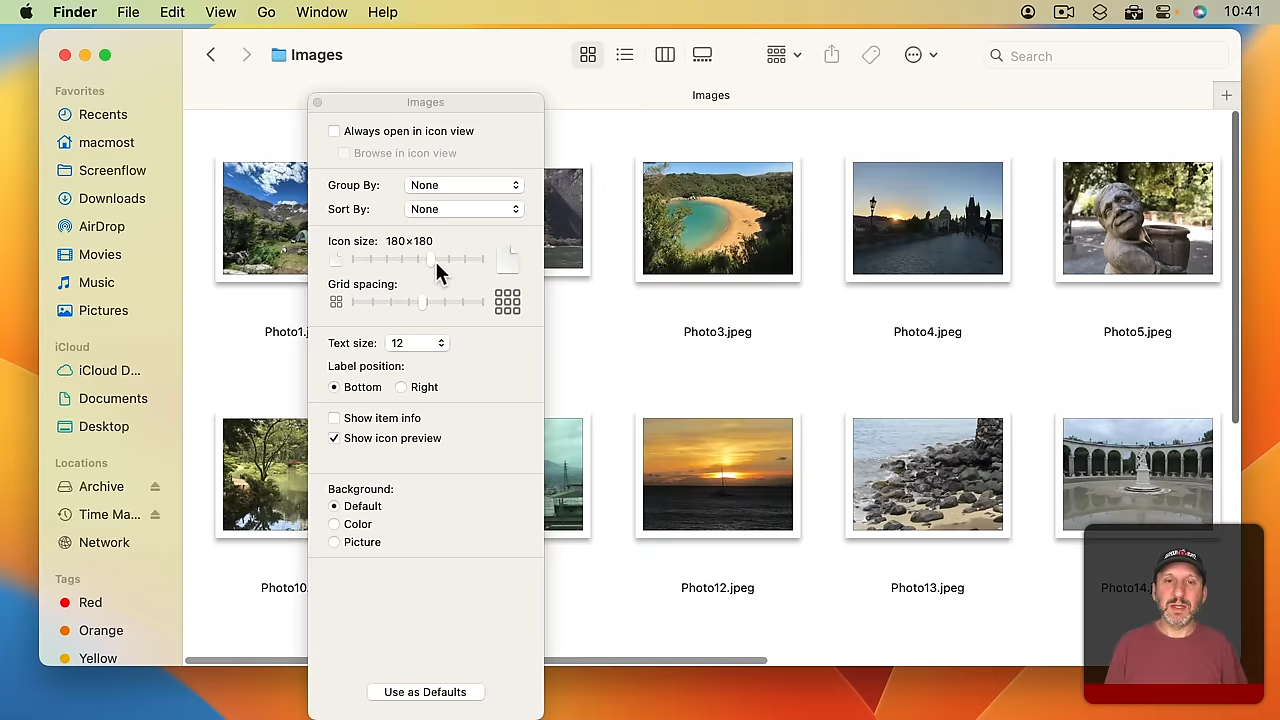 Finder File Edit View Go Window Help 10:41
Images
Search
Images
Favorites
Recents
macmost
Screenflow
Downloads
AirDrop
Movies
Music
Pictures
iCloud
iCloud D...
Documents
Desktop
Locations
Archive
Time Ma...
Network
Tags
Red
Orange
Yellow
Images
Always open in icon view
Browse in icon view
Group By: None
Sort By: None
Icon size: 180×180
Grid spacing:
Text size: 12
Label position:
Bottom Right
Show item info
Show icon preview
Background:
Default
Color
Picture
Use as Defaults
Photo1.j
Photo3.jpeg
Photo4.jpeg
Photo5.jpeg
Photo10
Photo12.jpeg
Photo13.jpeg
Photo14.j